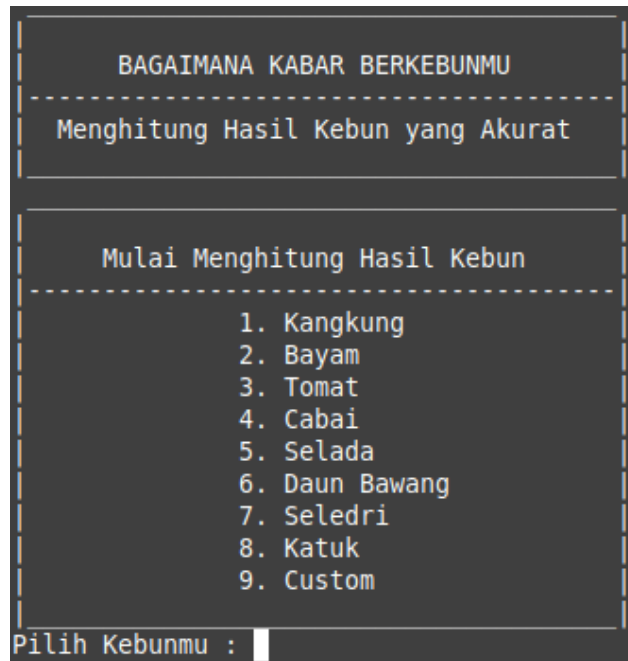 BAGAIMANA KABAR BERKEBUNMU
Menghitung Hasil Kebun yang Akurat
Mulai Menghitung Hasil Kebun
1. Kangkung
2. Bayam
3. Tomat
4. Cabai
5. Selada
6. Daun Bawang
7. Seledri
8. Katuk
9. Custom
Pilih Kebunmu :